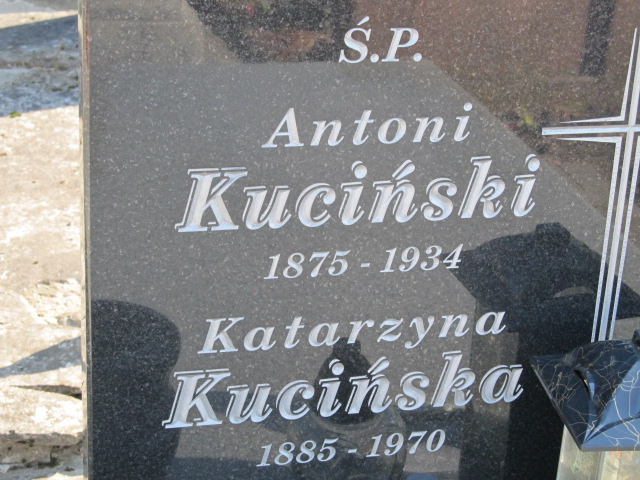 Ś.P.
Antoni
Kuciński
1875 - 1934
Katarzyna
Kucińska
1885 - 1970